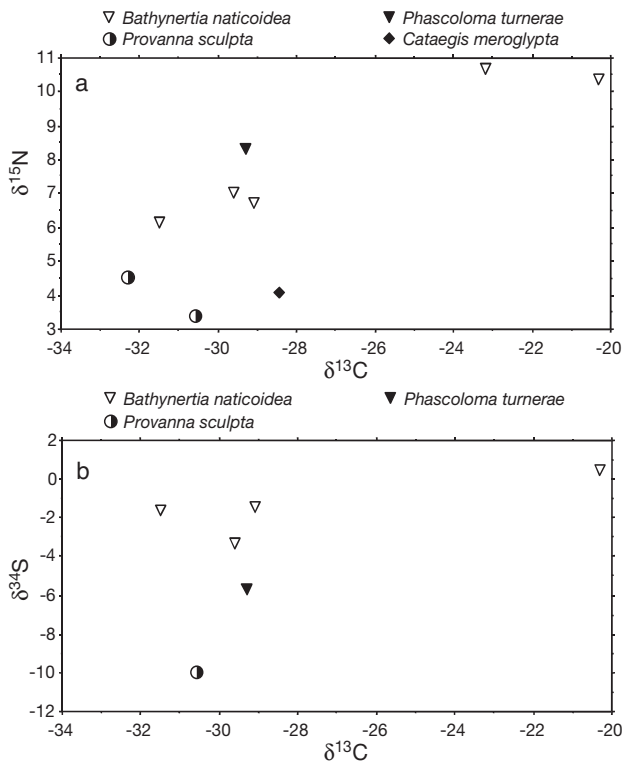 ▽ Bathynertia naticoidea ▼ Phascoloma turnerae
◑ Provanna sculpta ◆ Cataegis meroglypta
a
δ¹⁵N
11
10
9
8
7
6
5
4
3
-34 -32 -30 -28 -26 -24 -22 -20
δ¹³C
▽ Bathynertia naticoidea ▼ Phascoloma turnerae
◑ Provanna sculpta
b
δ³⁴S
2
0
-2
-4
-6
-8
-10
-12
-34 -32 -30 -28 -26 -24 -22 -20
δ¹³C